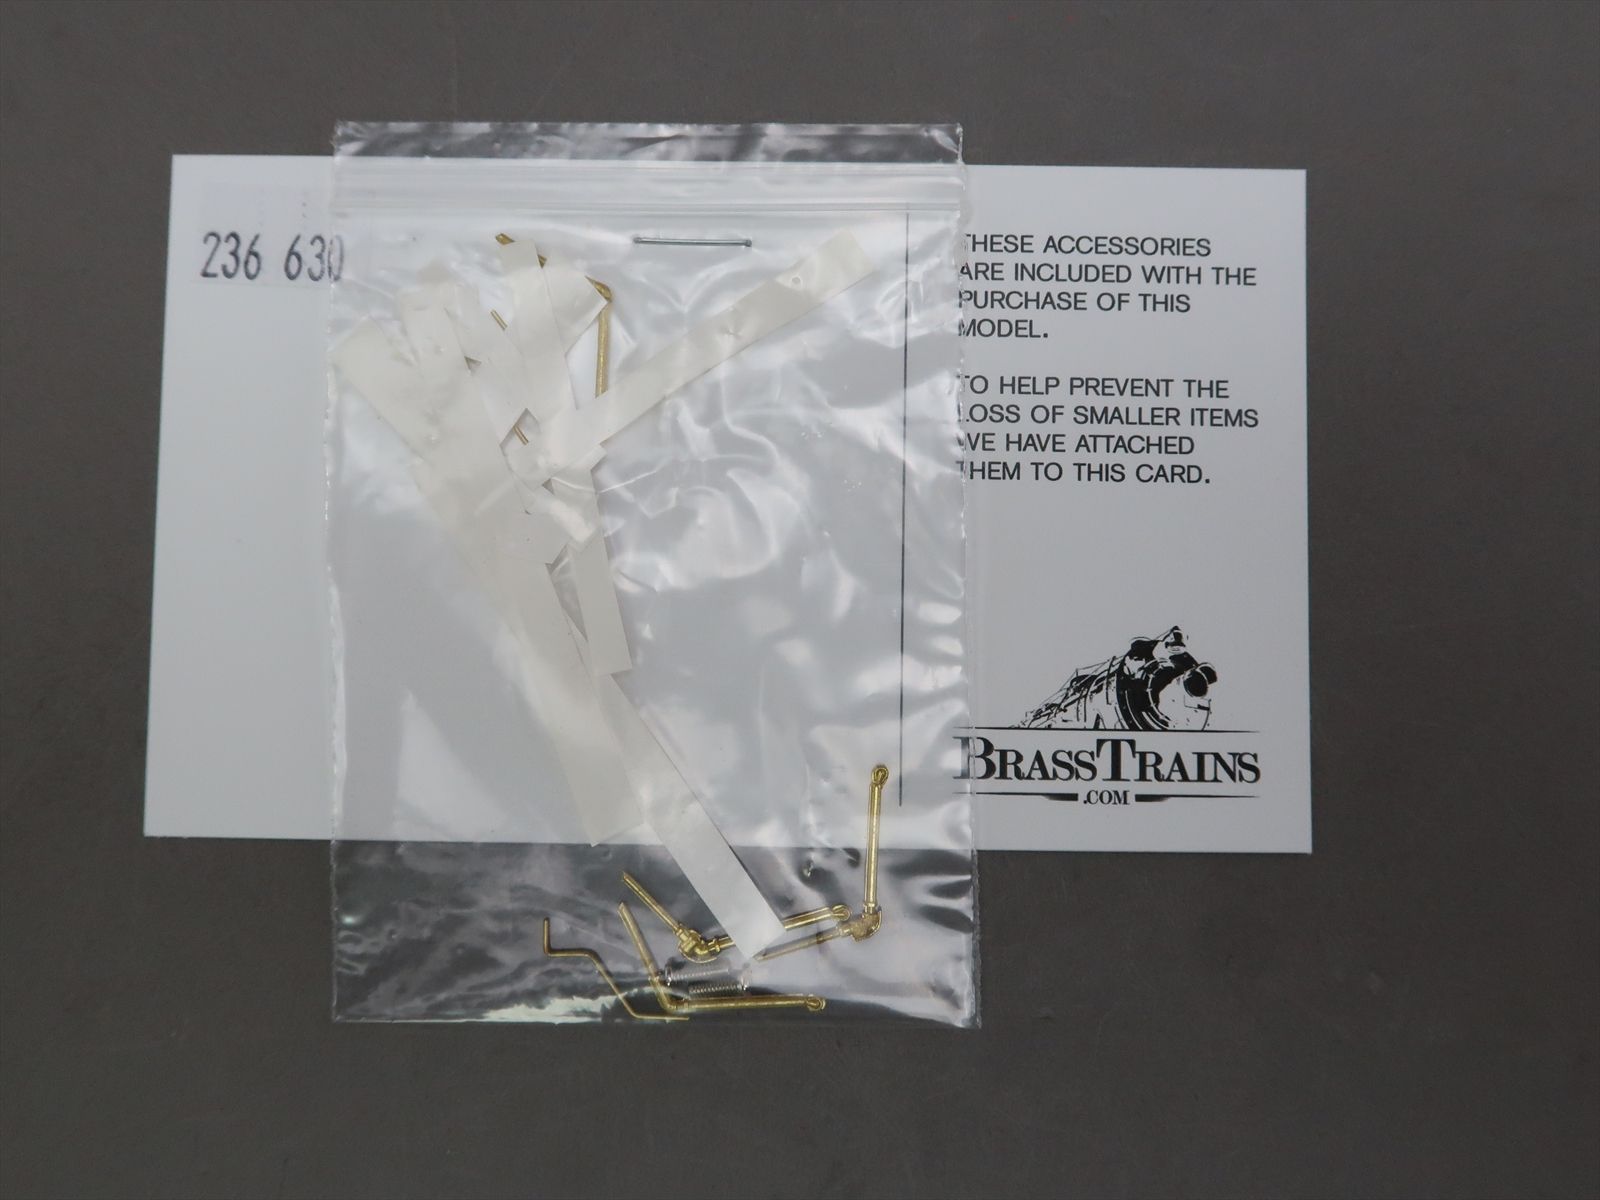 236 630
THESE ACCESSORIES
ARE INCLUDED WITH THE
PURCHASE OF THIS
MODEL.
TO HELP PREVENT THE
LOSS OF SMALLER ITEMS
WE HAVE ATTACHED
THEM TO THIS CARD.
BRASSTRAINS
.COM